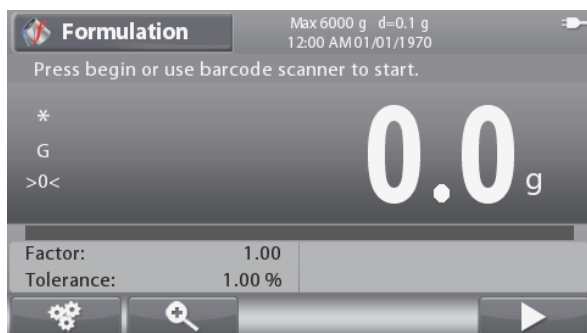 Formulation
Max 6000 g d=0.1 g
12:00 AM 01/01/1970
Press begin or use barcode scanner to start.
*
G
>0<
0.0 g
Factor: 1.00
Tolerance: 1.00 %